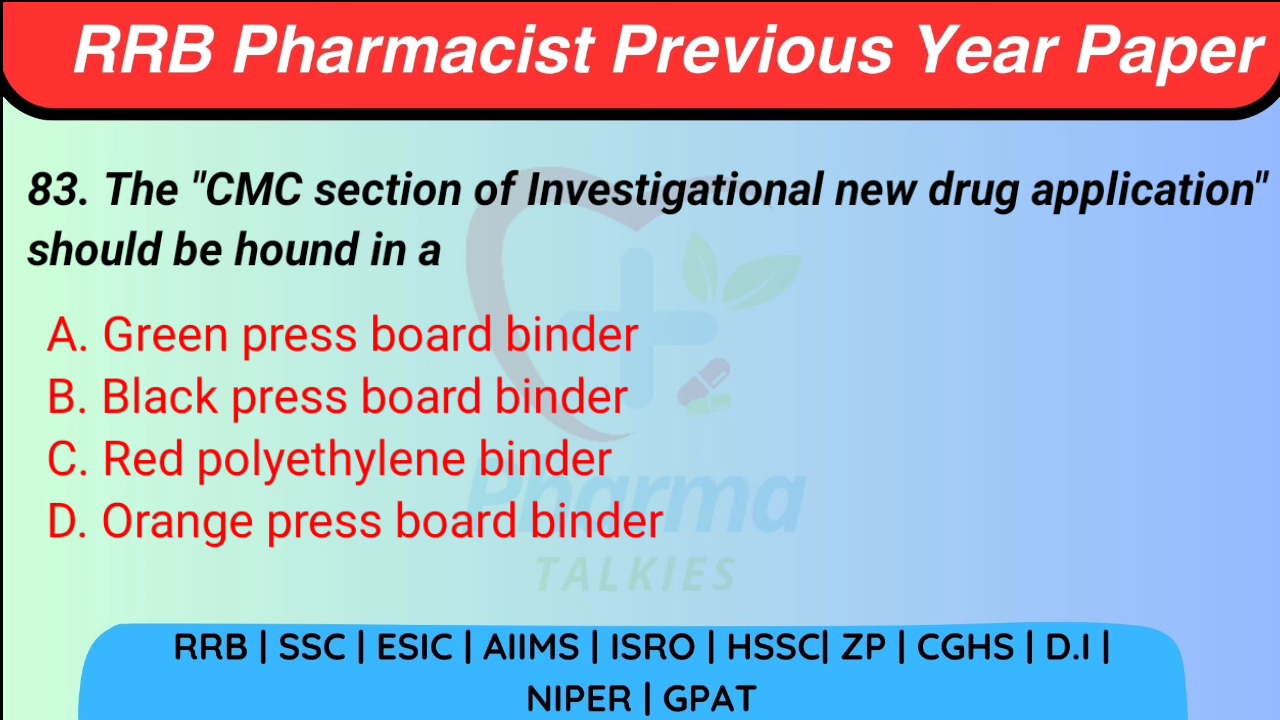 RRB Pharmacist Previous Year Paper
83. The "CMC section of Investigational new drug application"
should be hound in a
A. Green press board binder
B. Black press board binder
C. Red polyethylene binder
D. Orange press board binder
Pharma
TALKIES
RRB | SSC | ESIC | AIIMS | ISRO | HSSC| ZP | CGHS | D.I |
NIPER | GPAT